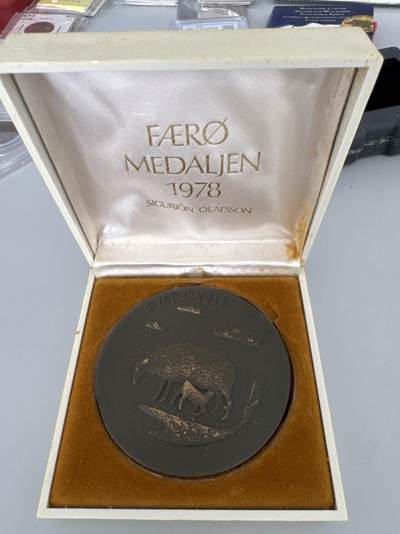 FÆRØ
MEDALJEN
1978
SIGURJÓN ÓLAFSSON
FØROYAR